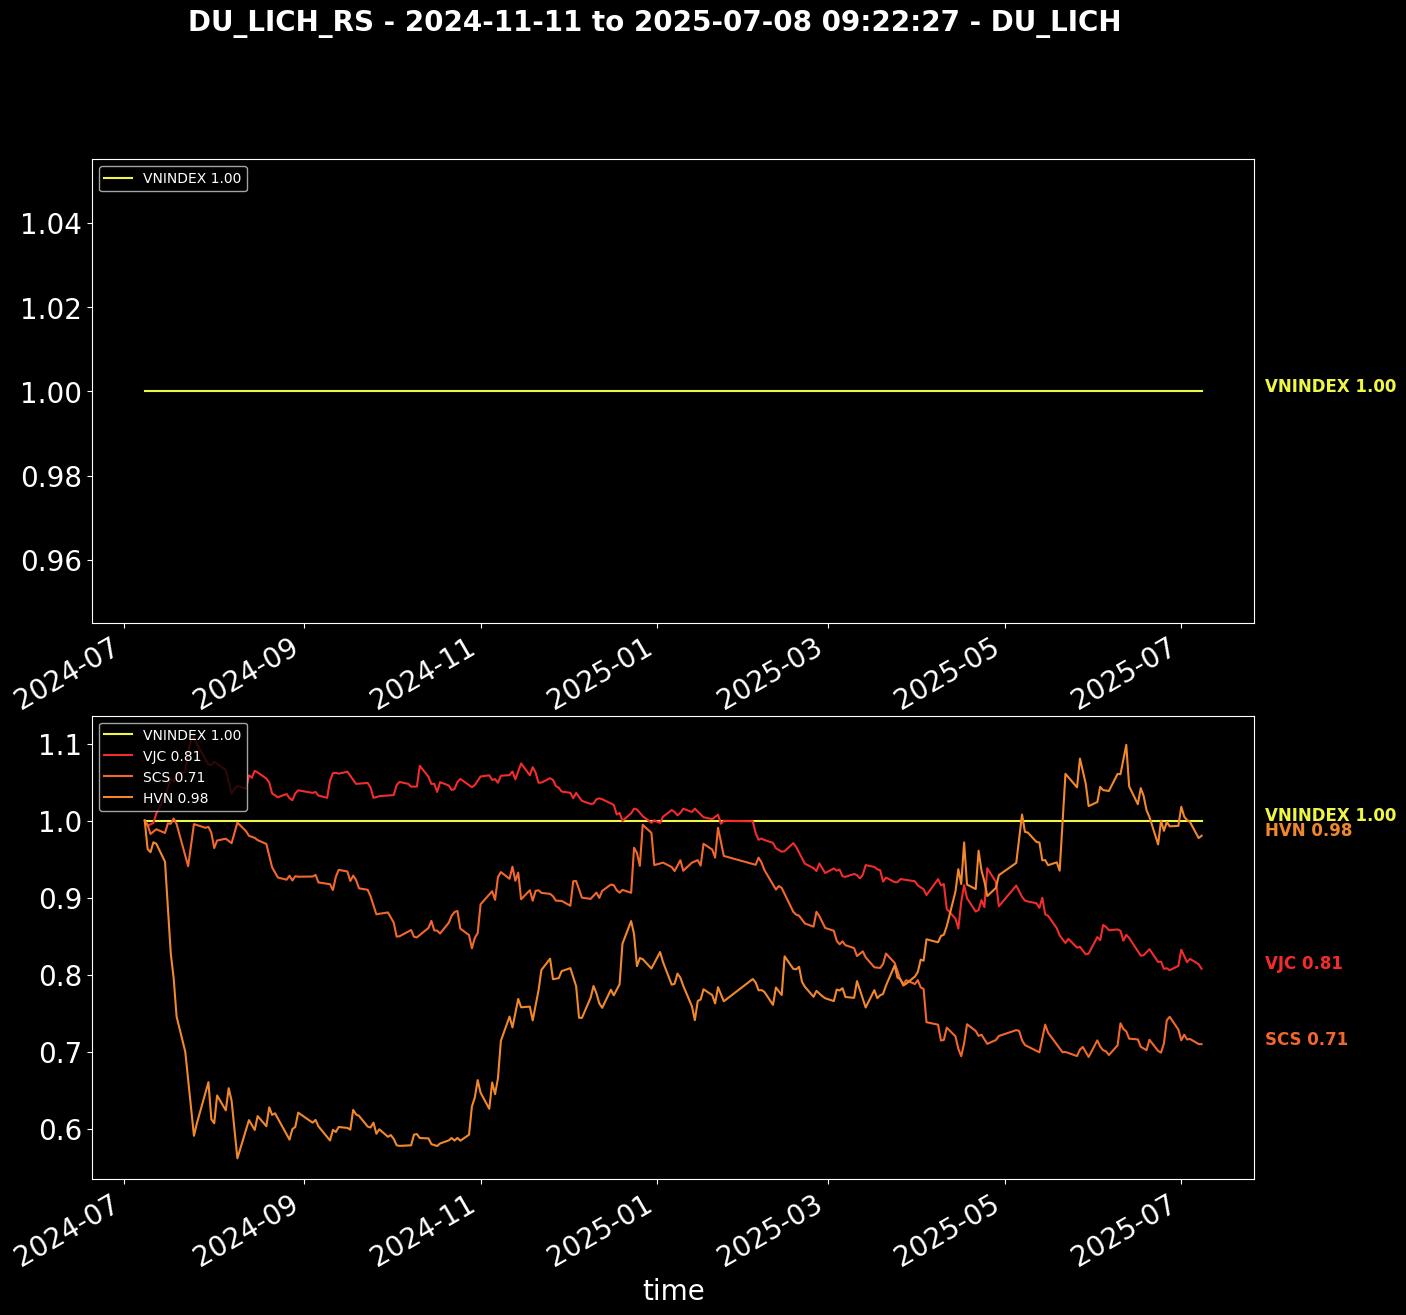 DU_LICH_RS - 2024-11-11 to 2025-07-08 09:22:27 - DU_LICH
VNINDEX 1.00
1.04
1.02
1.00
0.98
0.96
VNINDEX 1.00
2024-07
2024-09
2024-11
2025-01
2025-03
2025-05
2025-07
VNINDEX 1.00
VJC 0.81
SCS 0.71
HVN 0.98
1.1
1.0
0.9
0.8
0.7
0.6
VNINDEX 1.00
HVN 0.98
VJC 0.81
SCS 0.71
2024-07
2024-09
2024-11
2025-01
2025-03
2025-05
2025-07
time